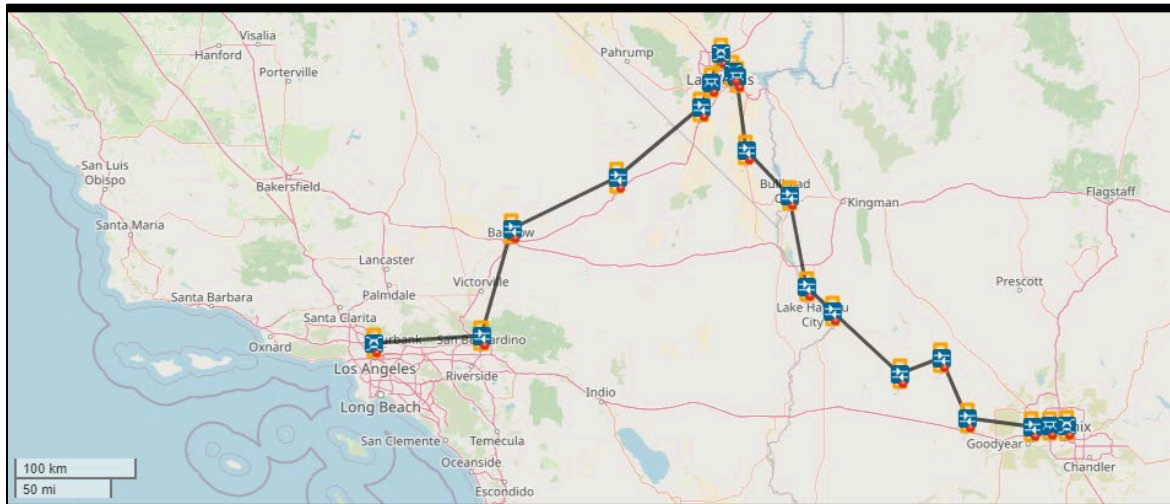 Visalia
Hanford
Porterville
Pahrump
San Luis
Obispo
Bakersfield
Kingman
Flagstaff
Santa Maria
Lancaster
Victorville
Prescott
Palmdale
Santa Barbara
Santa Clarita
Lake
City
Oxnard
Los Angeles
Riverside
Indio
Long Beach
San Clemente
Temecula
Goodyear
Oceanside
Chandler
Escondido
100 km
50 mi